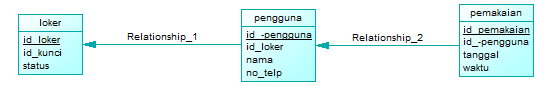 loker
id_loker
id_kunci
status
Relationship_1
pengguna
id_-pengguna
id_loker
nama
no_telp
Relationship_2
pemakaian
id_pemakaian
id_-pengguna
tanggal
waktu